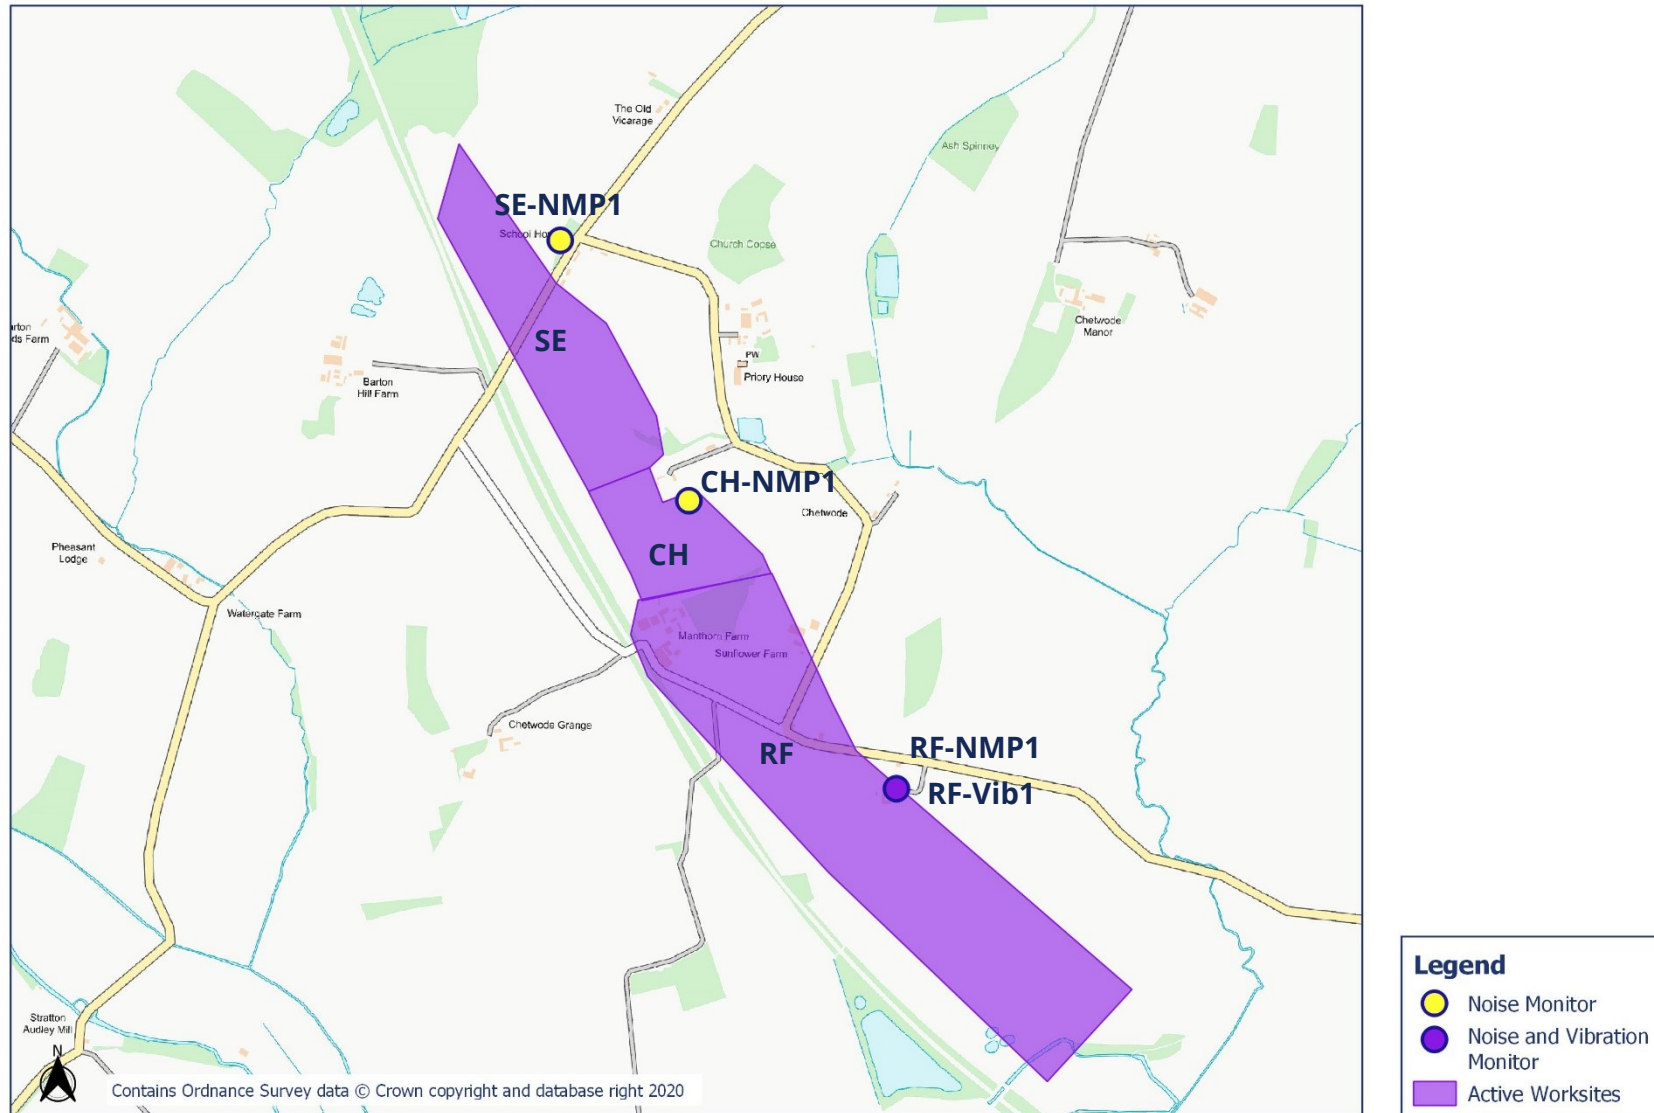 The Old
Vicarage
Ash Spinney
SE-NMP1
School
Church Copse
Chetwode
Manor
SE
PW
Priory House
Barton
Hill Farm
CH-NMP1
Chetwode
Pheasant
Lodge
CH
Watergate Farm
Manthorn Farm
Sunflower Farm
Chetwode Grange
RF
RF-NMP1
RF-Vib1
Stratton
Audley Mill
N
Contains Ordnance Survey data © Crown copyright and database right 2020
Legend
Noise Monitor
Noise and Vibration
Monitor
Active Worksites